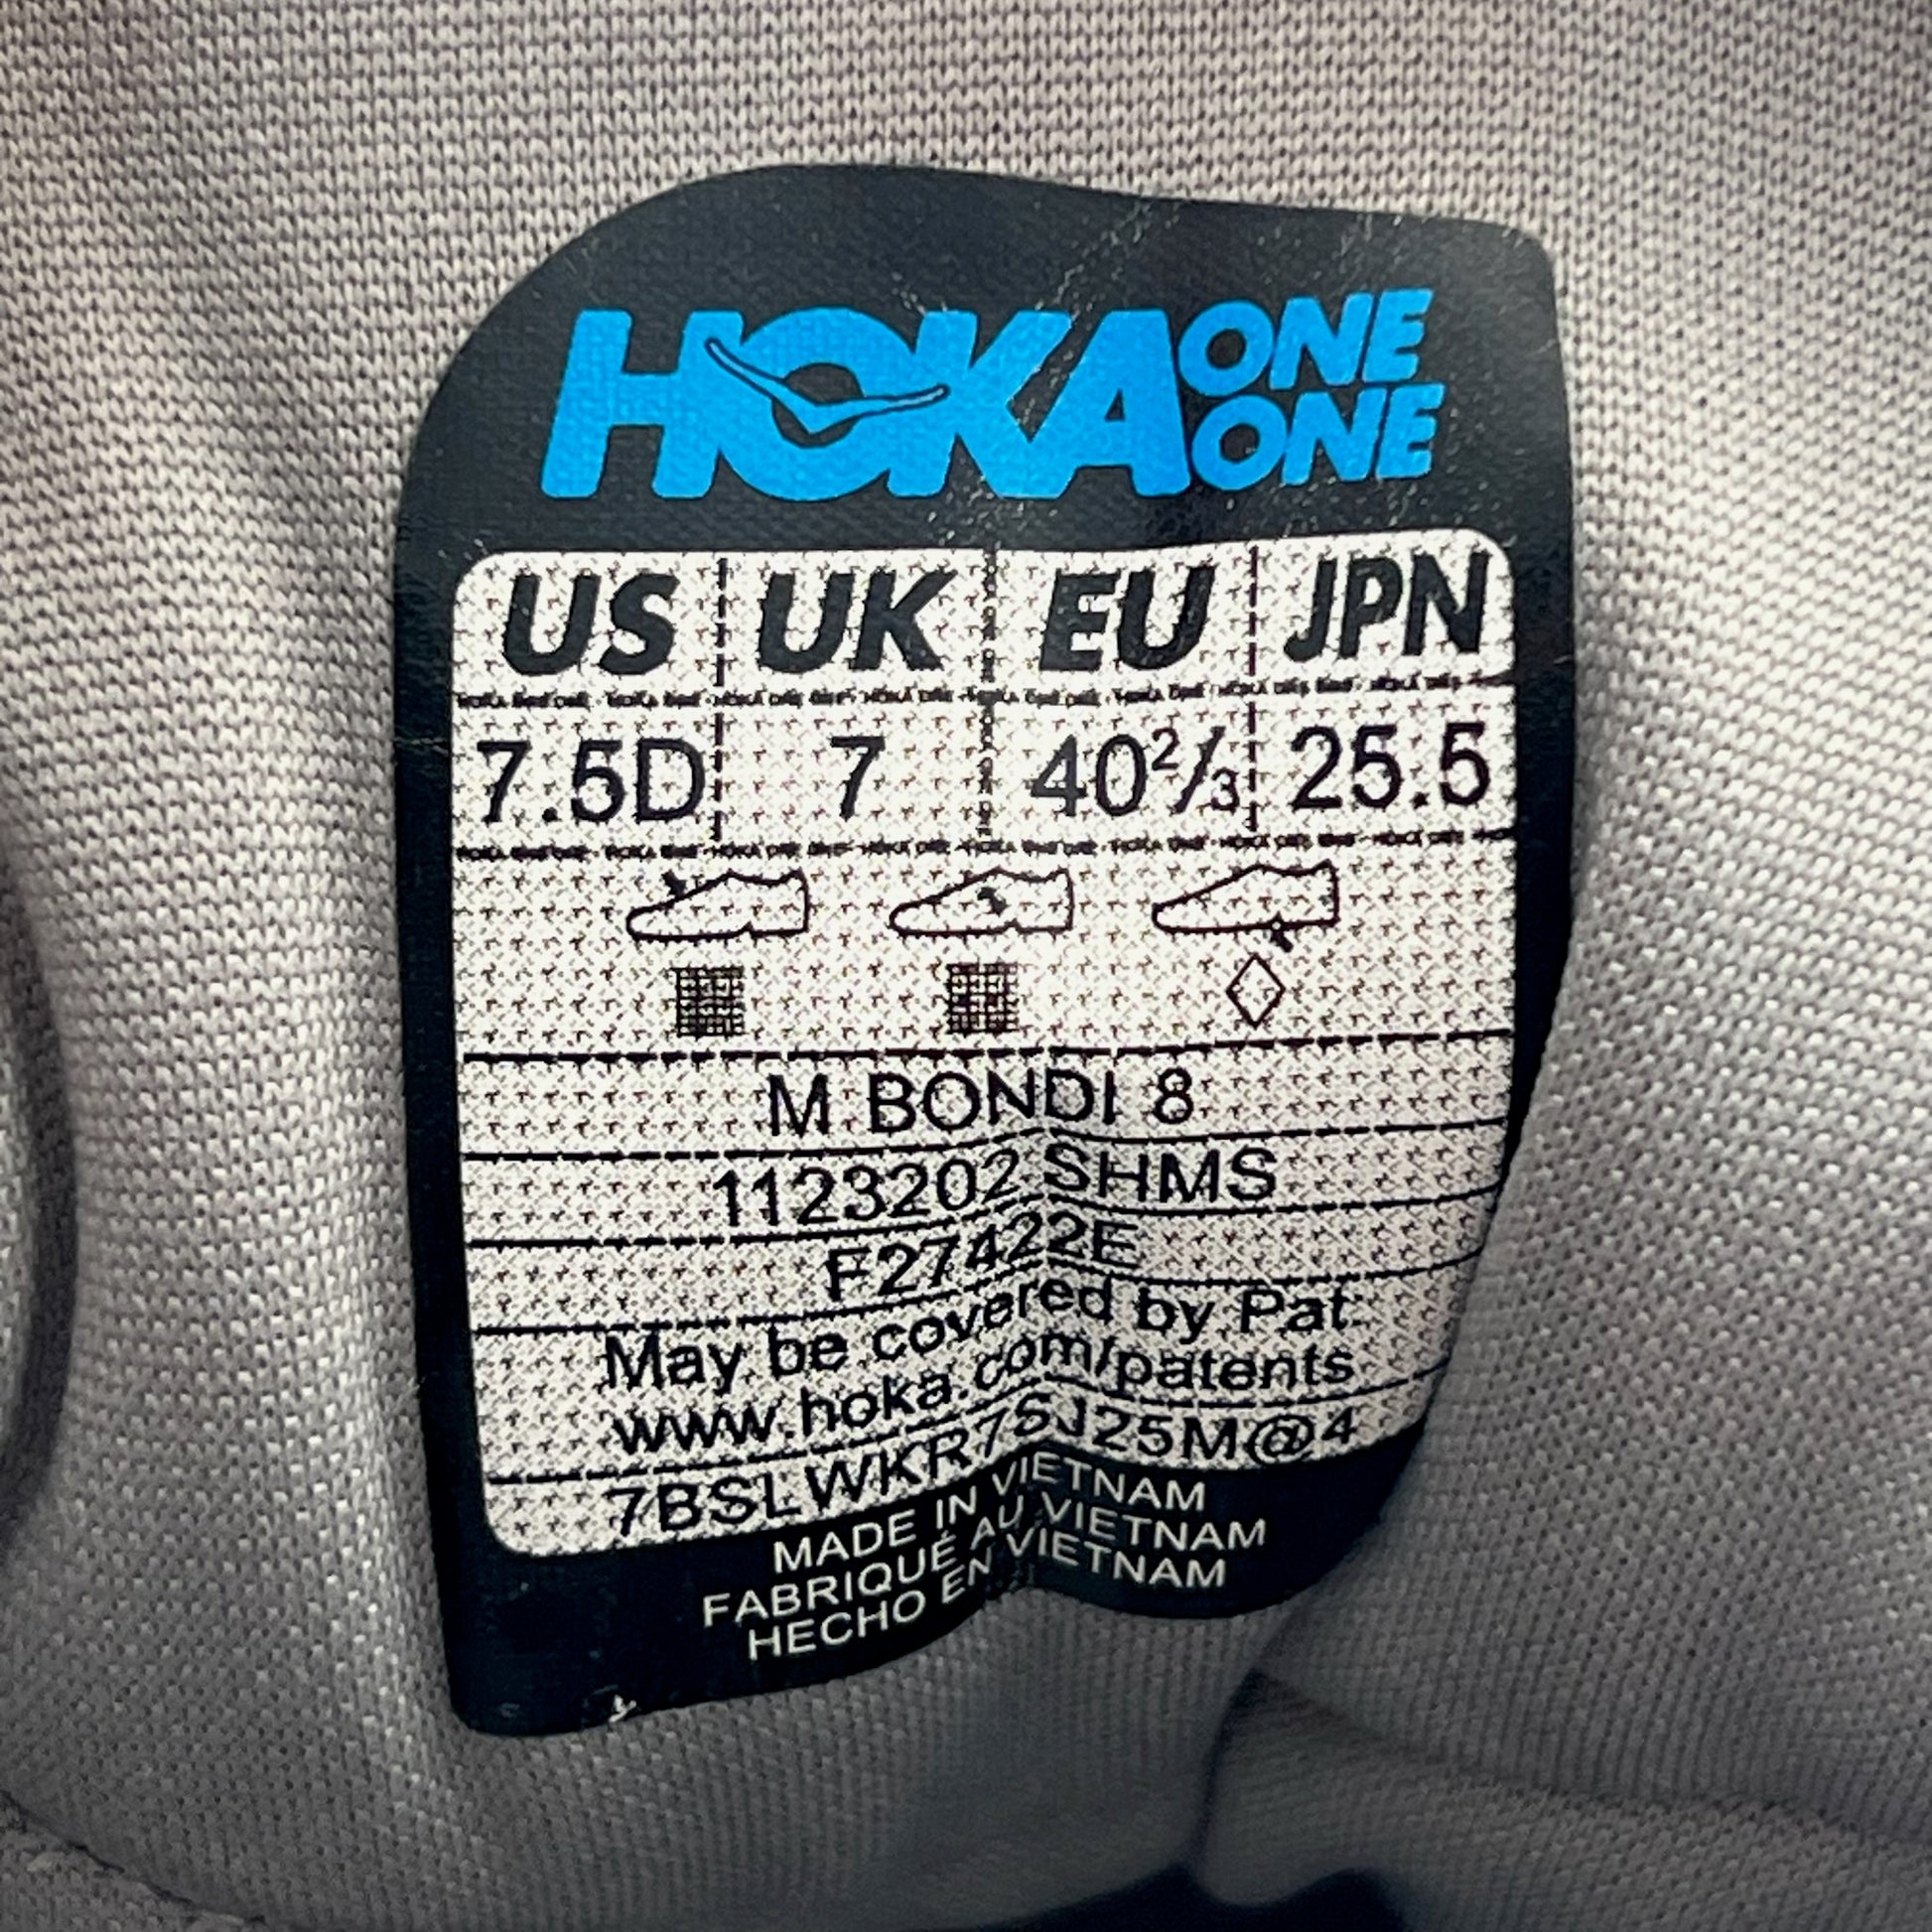 HOKA ONE ONE
US UK EU JPN
7.5D 7 40 2/3 25.5
M BONDI 8
1123202 SHMS
F27422E
May be covered by Pat:
www.hoka.com/patents
7BSLWKR7SJ25M@4
MADE IN VIETNAM
FABRIQUÉ AU VIETNAM
HECHO EN VIETNAM